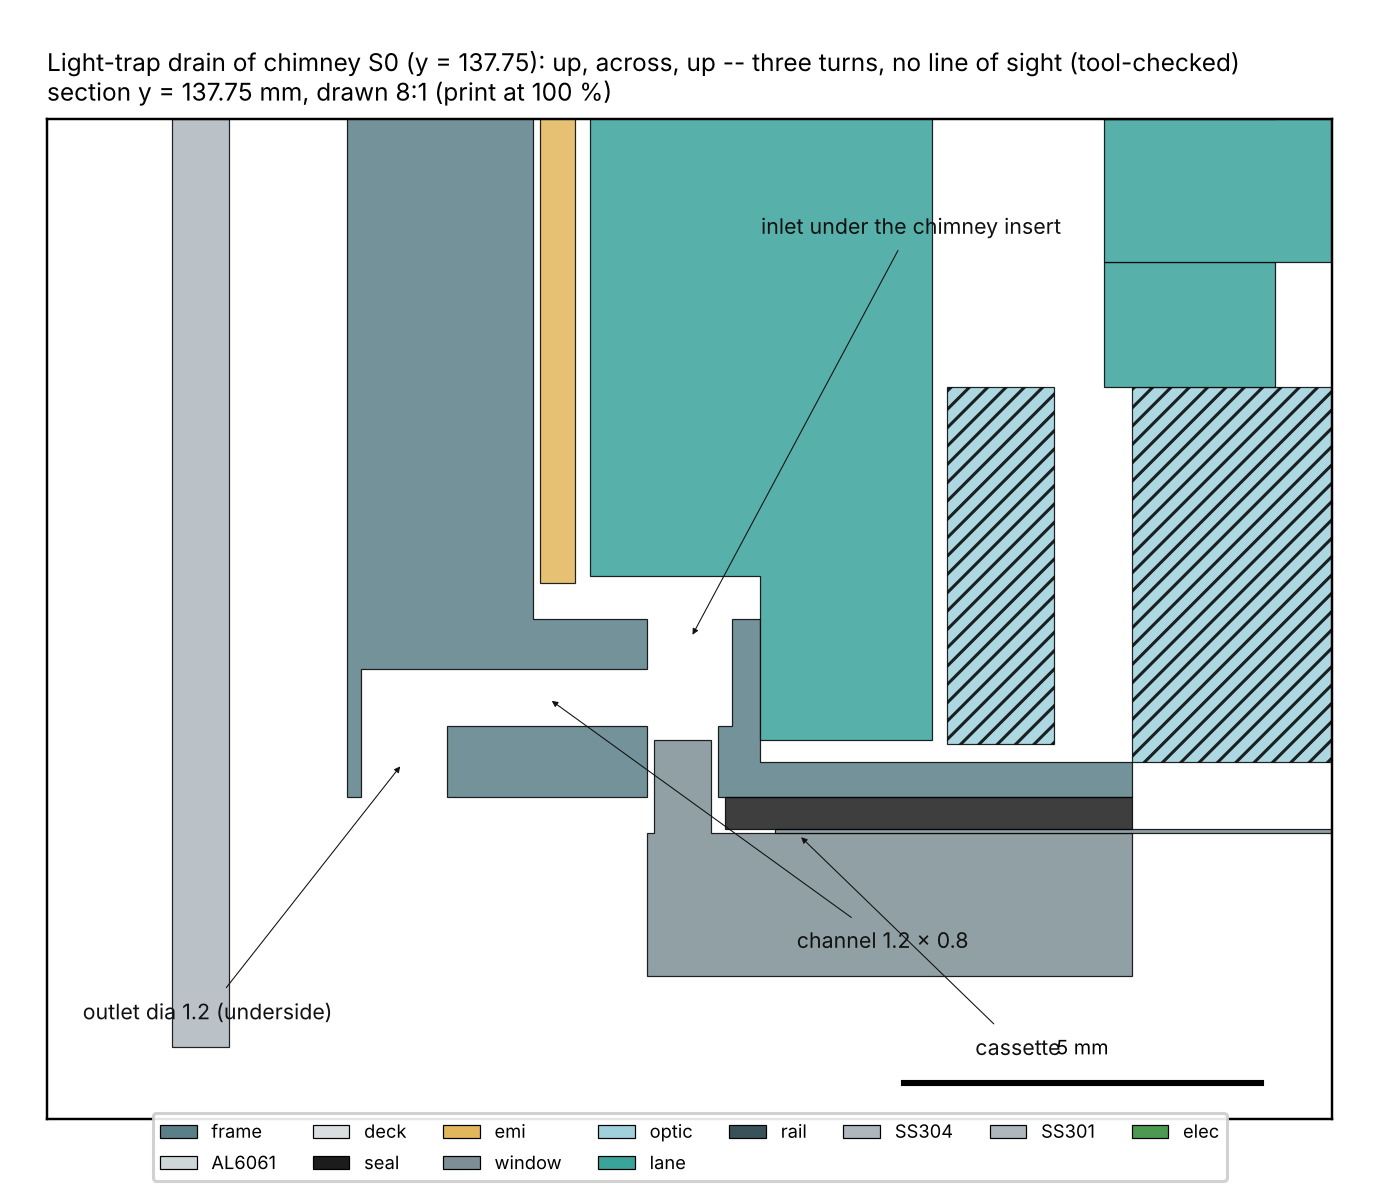 Light-trap drain of chimney S0 (y = 137.75): up, across, up -- three turns, no line of sight (tool-checked)
section y = 137.75 mm, drawn 8:1 (print at 100 %)
inlet under the chimney insert
channel 1.2 × 0.8
outlet dia 1.2 (underside)
cassette
5 mm
frame deck emi optic rail SS304 SS301 elec
AL6061 seal window lane